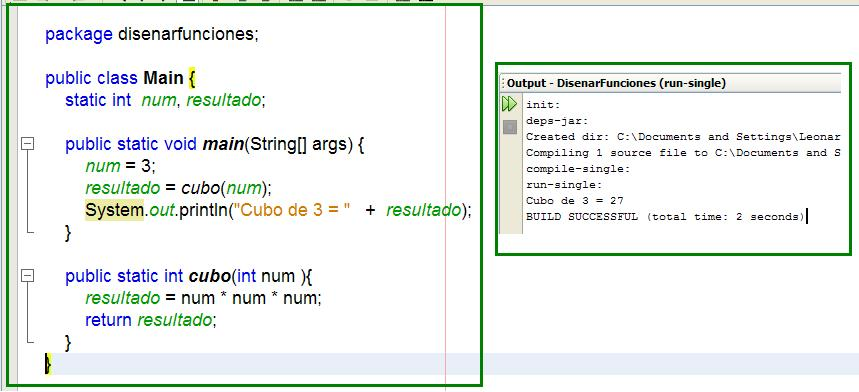 package disenarfunciones;
public class Main {
static int num, resultado;
public static void main(String[] args) {
num = 3;
resultado = cubo(num);
System.out.println("Cubo de 3 = " + resultado);
}
public static int cubo(int num ){
resultado = num * num * num;
return resultado;
}
}
Output - DisenarFunciones (run-single)
init:
deps-jar:
Created dir: C:\Documents and Settings\Leonar
Compiling 1 source file to C:\Documents and S
compile-single:
run-single:
Cubo de 3 = 27
BUILD SUCCESSFUL (total time: 2 seconds)